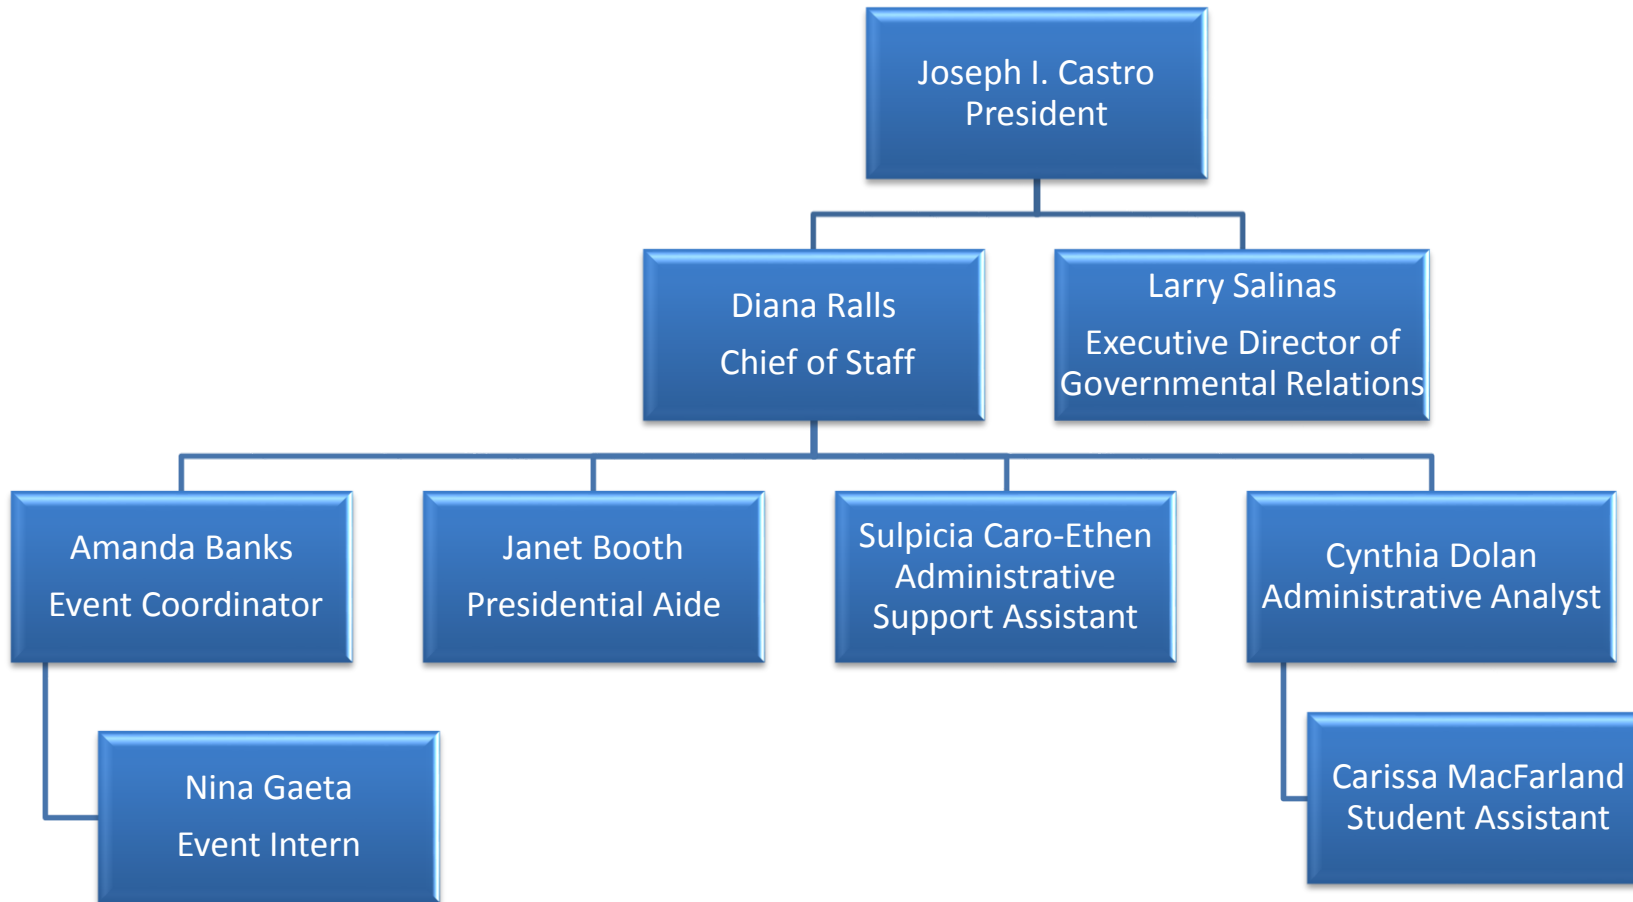 Joseph I. Castro
President
Diana Ralls
Chief of Staff
Larry Salinas
Executive Director of
Governmental Relations
Amanda Banks
Event Coordinator
Janet Booth
Presidential Aide
Sulpicia Caro-Ethen
Administrative
Support Assistant
Cynthia Dolan
Administrative Analyst
Nina Gaeta
Event Intern
Carissa MacFarland
Student Assistant